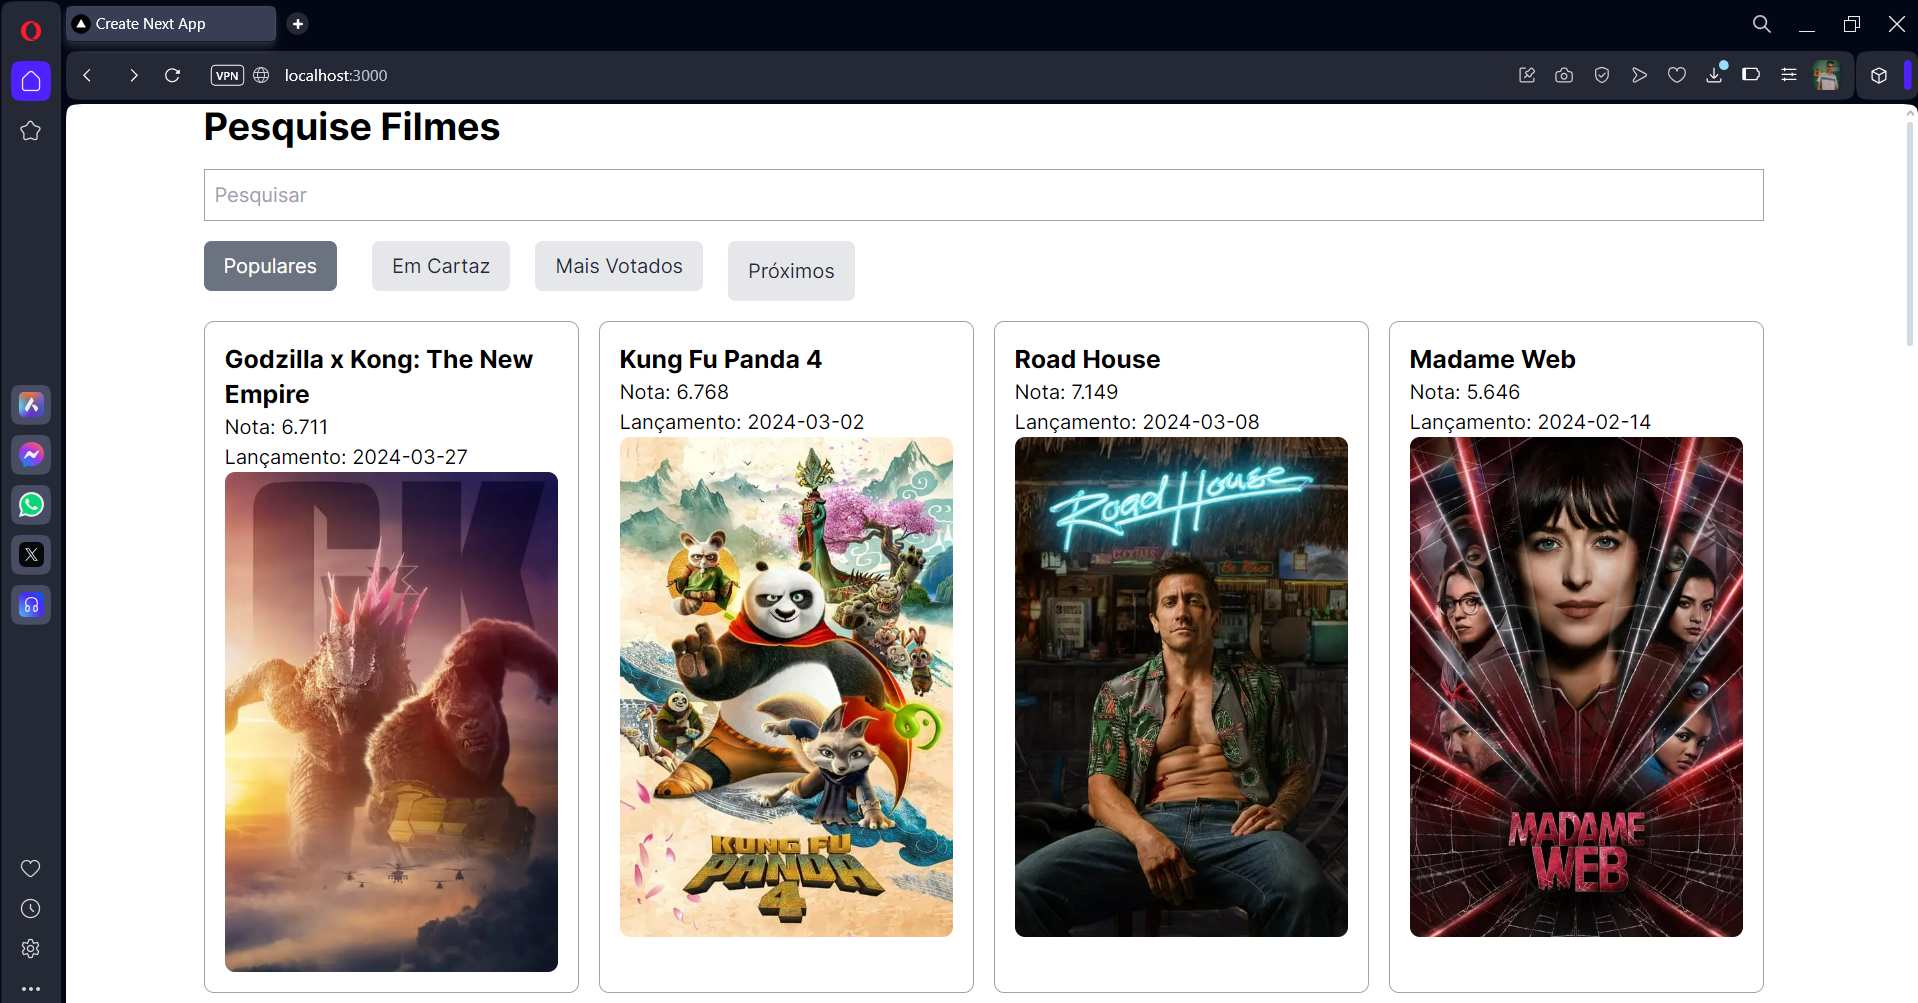 Create Next App
VPN
localhost:3000
Pesquise Filmes
Pesquisar
Populares
Em Cartaz
Mais Votados
Próximos
Godzilla x Kong: The New
Empire
Nota: 6.711
Lançamento: 2024-03-27
GK
Kung Fu Panda 4
Nota: 6.768
Lançamento: 2024-03-02
KUNG FU
PANDA
4
Road House
Nota: 7.149
Lançamento: 2024-03-08
Road House
COCKTAILS
Be Nice
Madame Web
Nota: 5.646
Lançamento: 2024-02-14
MADAME
WEB